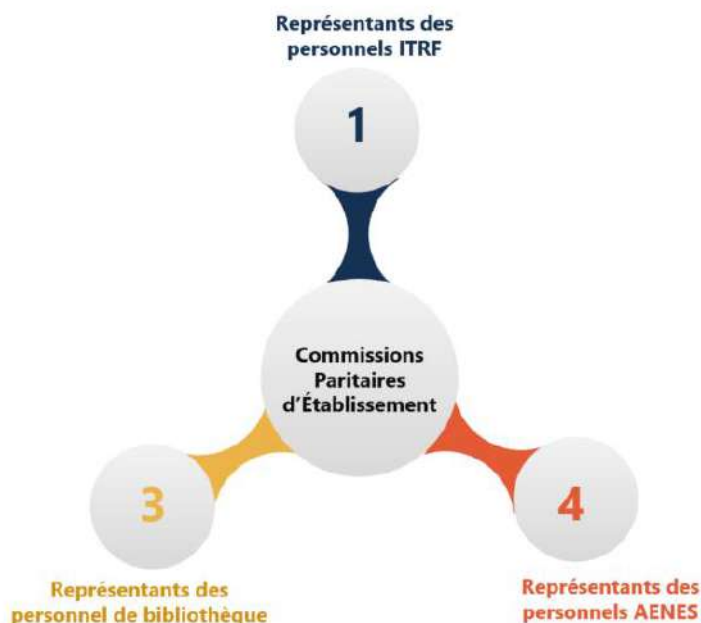 Représentants des
personnels ITRF
1
Commissions
Paritaires
d'Établissement
3
4
Représentants des
personnel de bibliothèque
Représentants des
personnels AENES